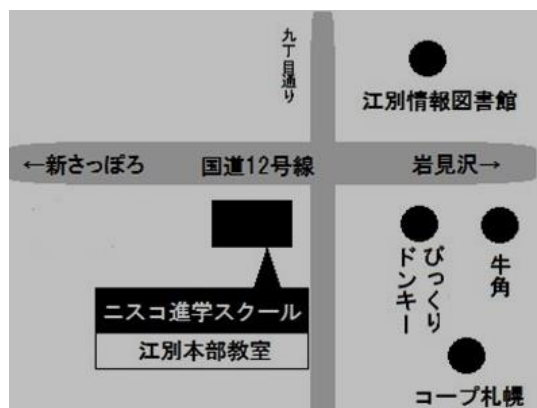 九丁目通り
江別情報図書館
←新さっぽろ
国道12号線
岩見沢→
びっくり
ドンキー
牛角
ニスコ進学スクール
江別本部教室
コープ札幌